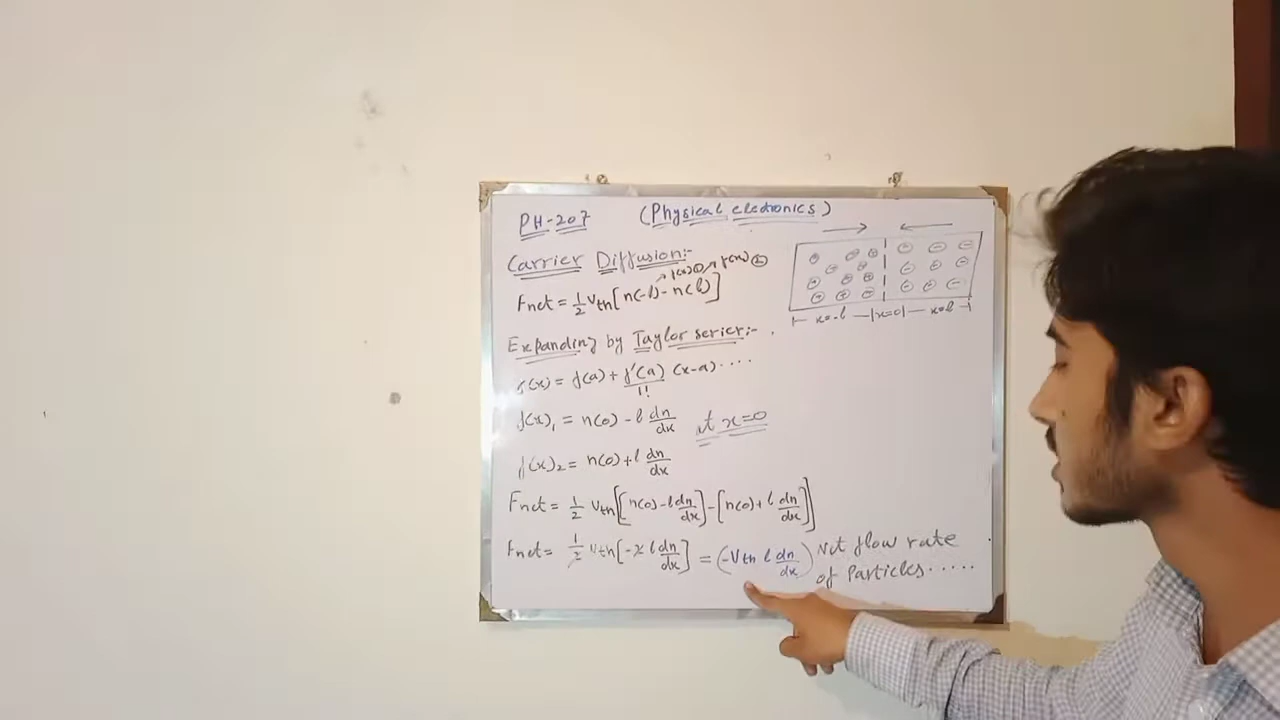 PH-207 (Physical electronics)
Carrier Diffusion:-
f(x)① f(x)②
Fnet = 1/2 Vth [n(-l) - n(l)]
⊢ x=-l —|x=0|— x=l ⊣
Expanding by Taylor series:-
f(x) = f(a) + f'(a)/1! (x-a)....
f(x)₁ = n(0) - l dn/dx at x=0
f(x)₂ = n(0) + l dn/dx
Fnet = 1/2 Vth [[n(0) - l dn/dx] - [n(0) + l dn/dx]]
Fnet = 1/2 Vth [-2 l dn/dx] = (-Vth l dn/dx) Net flow rate
of Particles.....